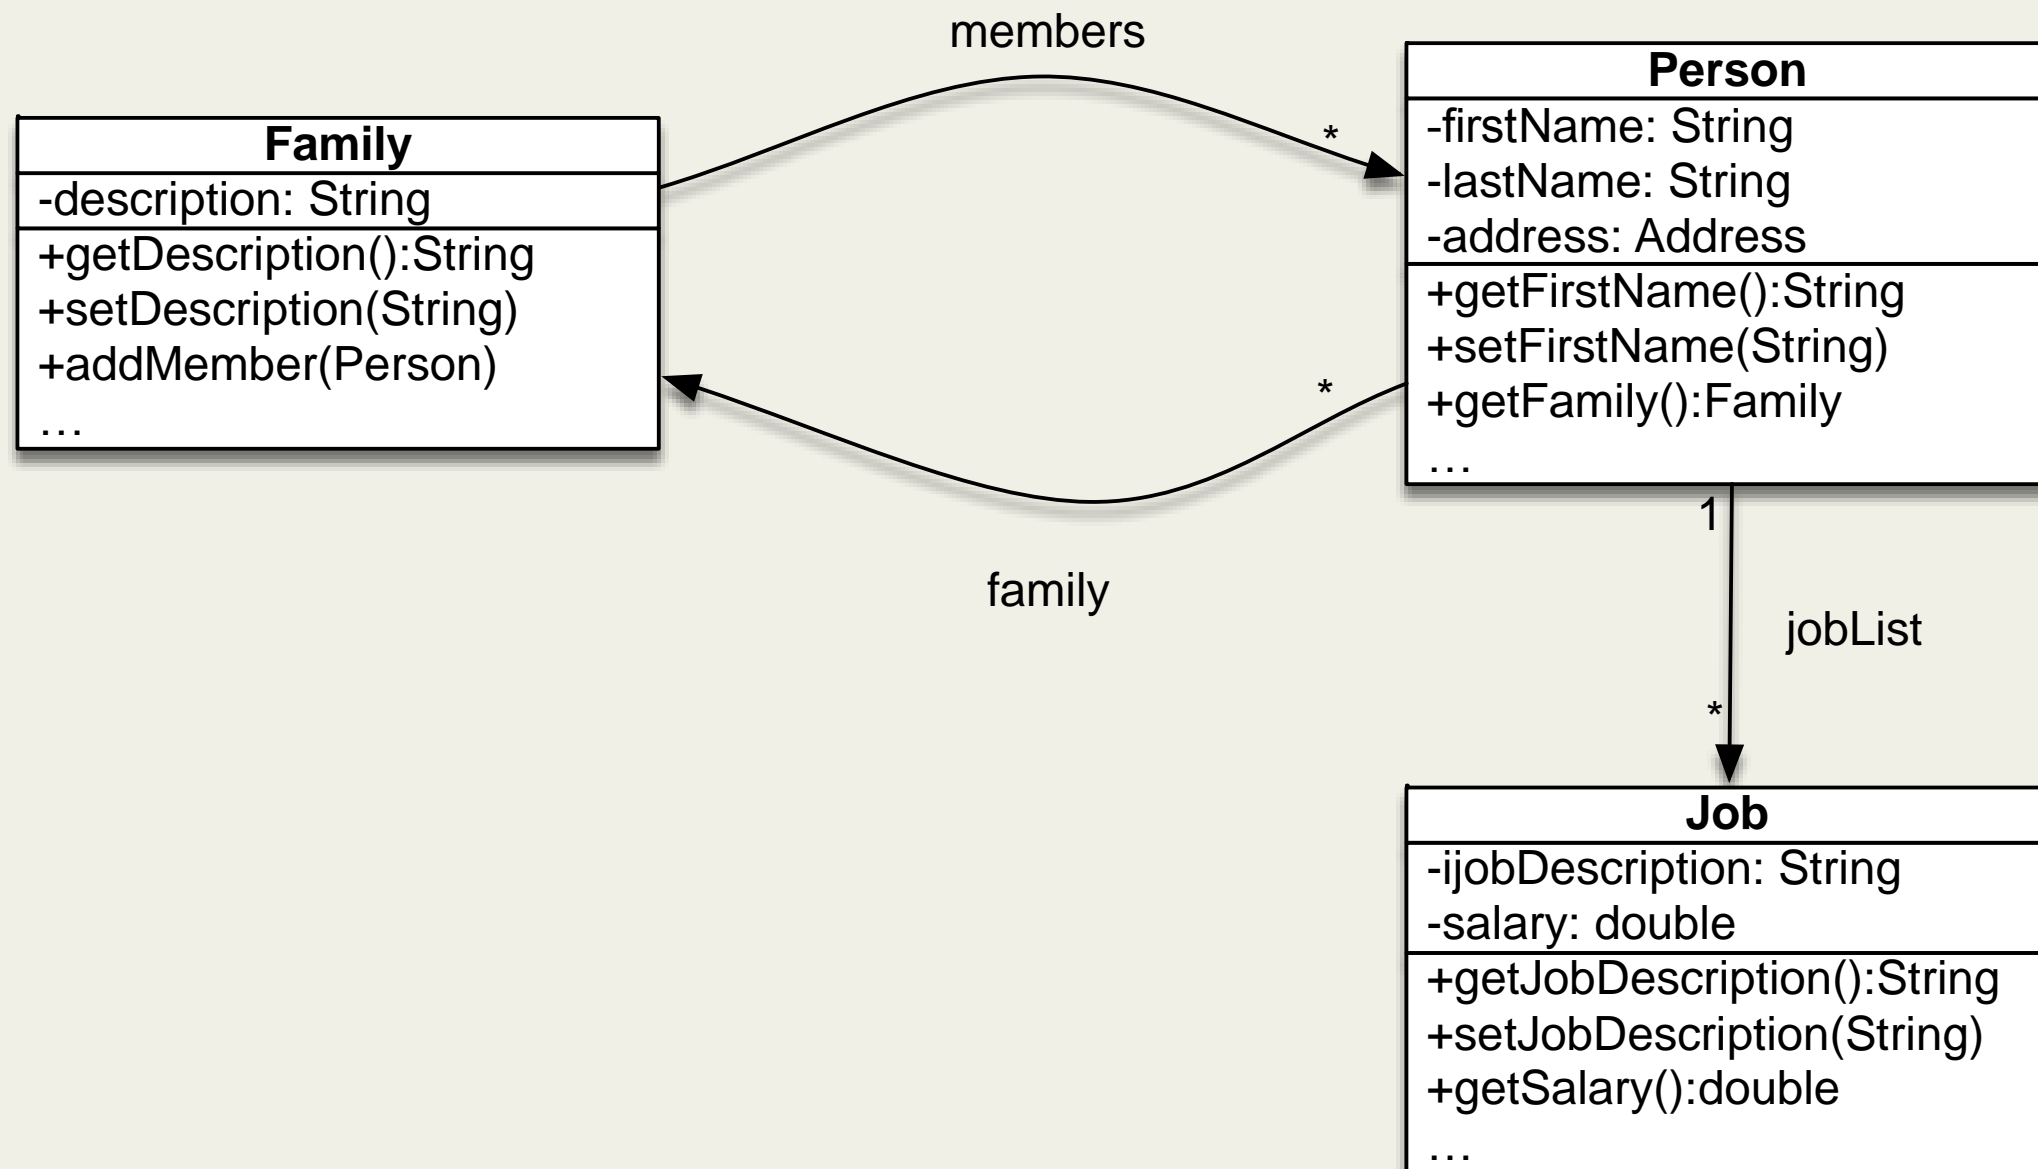 members
Family
-description: String
+getDescription():String
+setDescription(String)
+addMember(Person)
…
*
Person
-firstName: String
-lastName: String
-address: Address
+getFirstName():String
+setFirstName(String)
+getFamily():Family
…
*
family
1
jobList
*
Job
-ijobDescription: String
-salary: double
+getJobDescription():String
+setJobDescription(String)
+getSalary():double
…